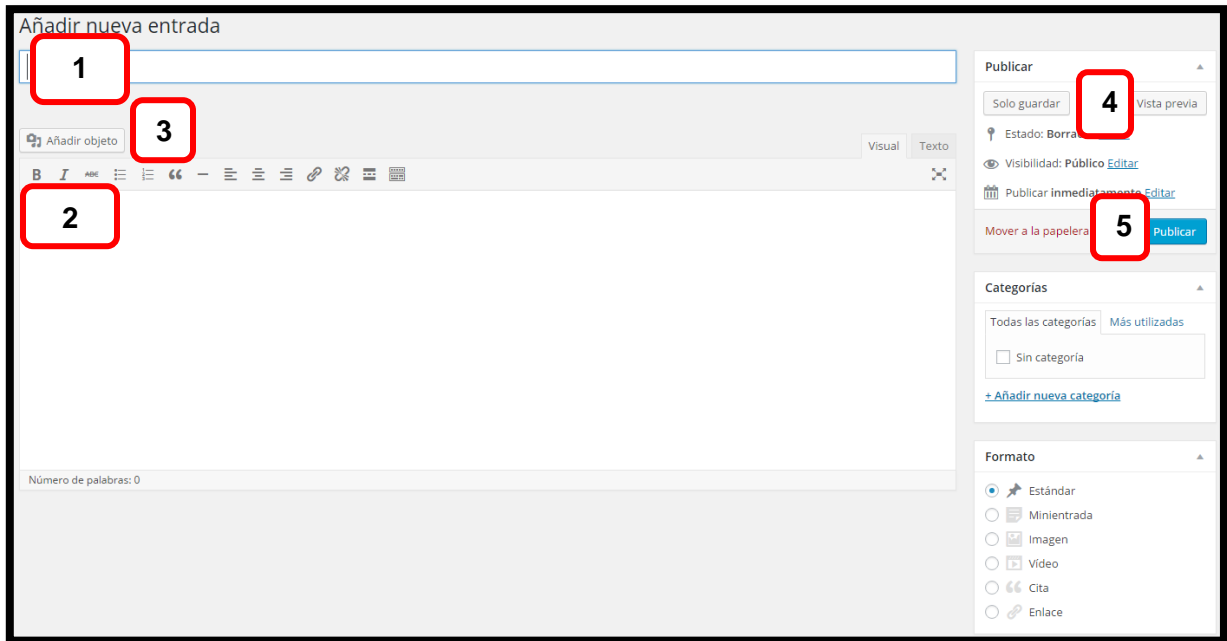 Añadir nueva entrada
1
3
Añadir objeto
Visual Texto
B I ABC
2
Número de palabras: 0
Publicar
Solo guardar 4 Vista previa
Estado:
Visibilidad: Público Editar
Publicar inmediatamente Editar
Mover a la papelera 5 Publicar
Categorías
Todas las categorías Más utilizadas
Sin categoría
+ Añadir nueva categoría
Formato
Estándar
Minientrada
Imagen
Vídeo
Cita
Enlace